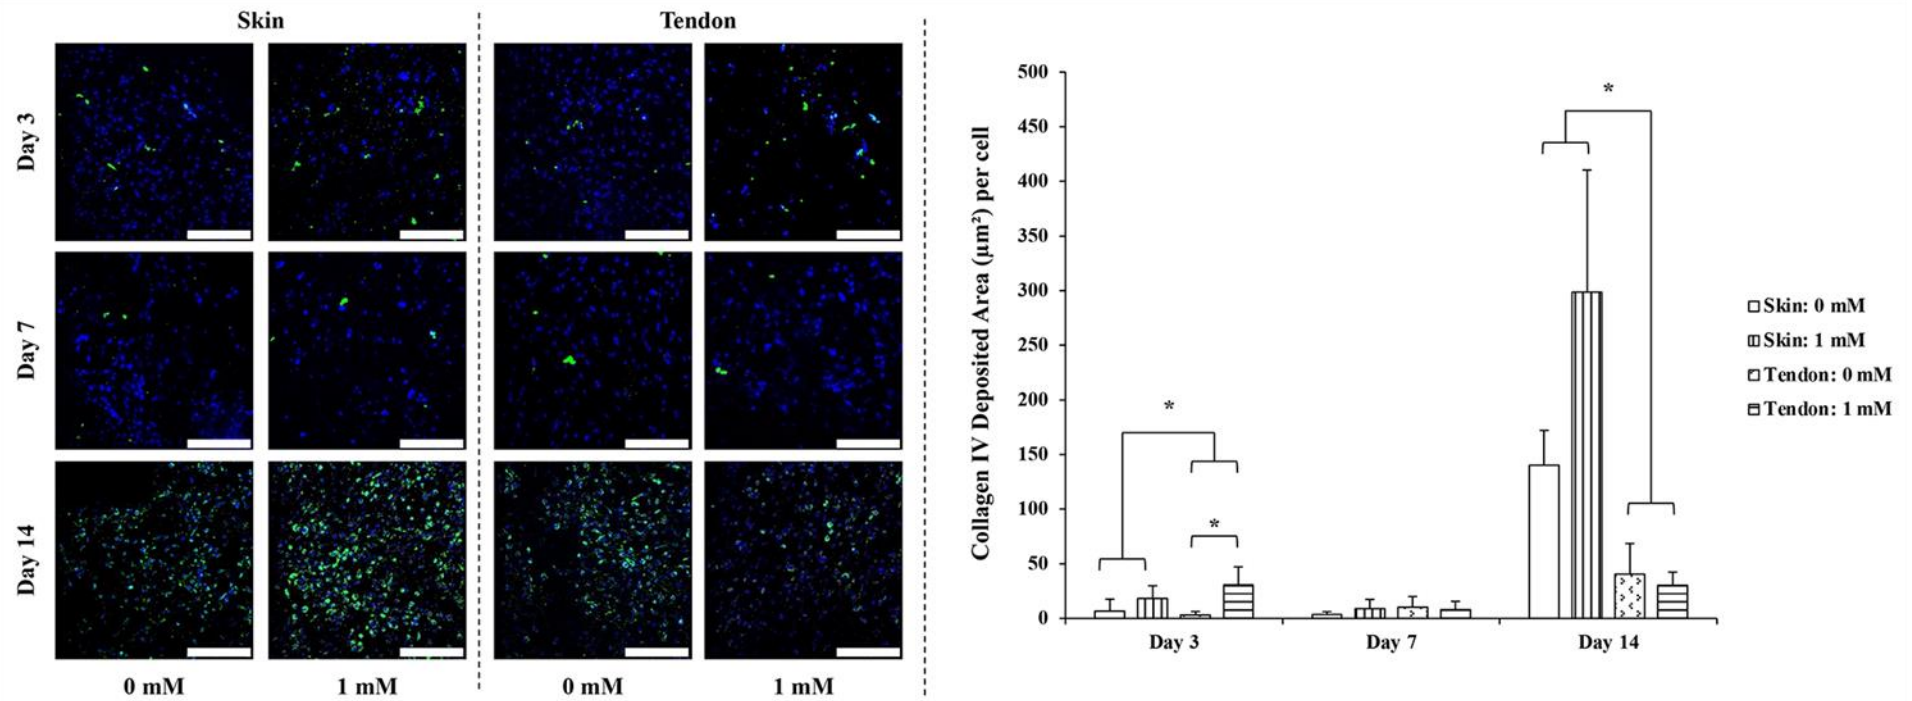 Skin
Tendon
Day 3
Day 7
Day 14
0 mM
1 mM
0 mM
1 mM
Collagen IV Deposited Area (µm²) per cell
500
450
400
350
300
250
200
150
100
50
0
*
*
*
Day 3
Day 7
Day 14
Skin: 0 mM
Skin: 1 mM
Tendon: 0 mM
Tendon: 1 mM